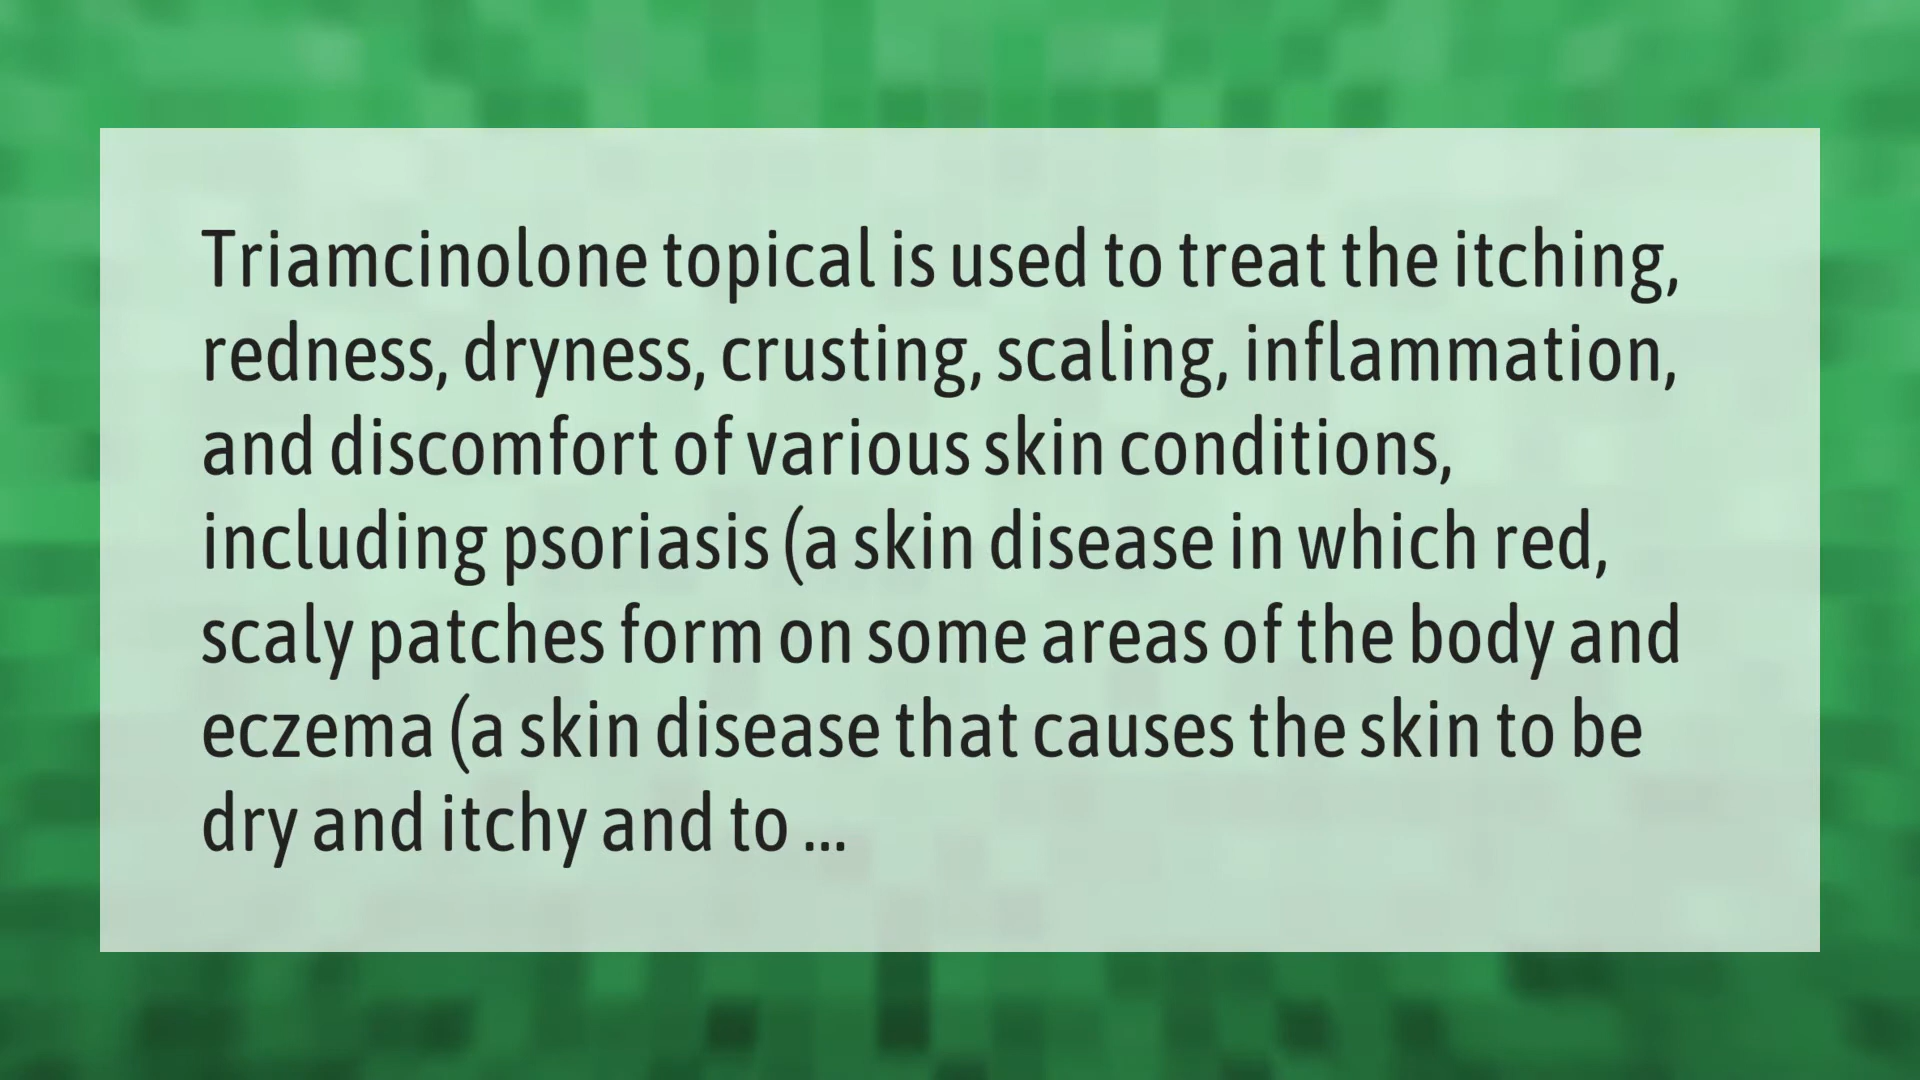 Triamcinolone topical is used to treat the itching,
redness, dryness, crusting, scaling, inflammation,
and discomfort of various skin conditions,
including psoriasis (a skin disease in which red,
scaly patches form on some areas of the body and
eczema (a skin disease that causes the skin to be
dry and itchy and to ...